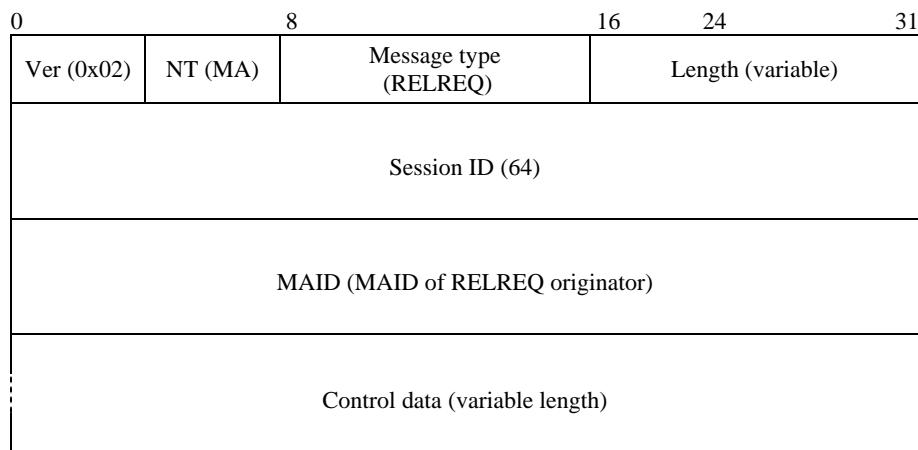 0 8 16 24 31
Ver (0x02) NT (MA) Message type
(RELREQ) Length (variable)
Session ID (64)
MAID (MAID of RELREQ originator)
Control data (variable length)